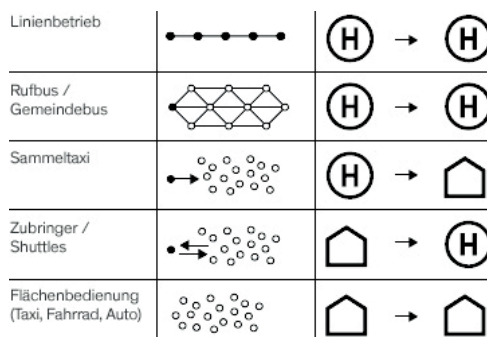 Linienbetrieb
H → H
Rufbus /
Gemeindebus
H → H
Sammeltaxi
H →
Zubringer /
Shuttles
→ H
Flächenbedienung
(Taxi, Fahrrad, Auto)